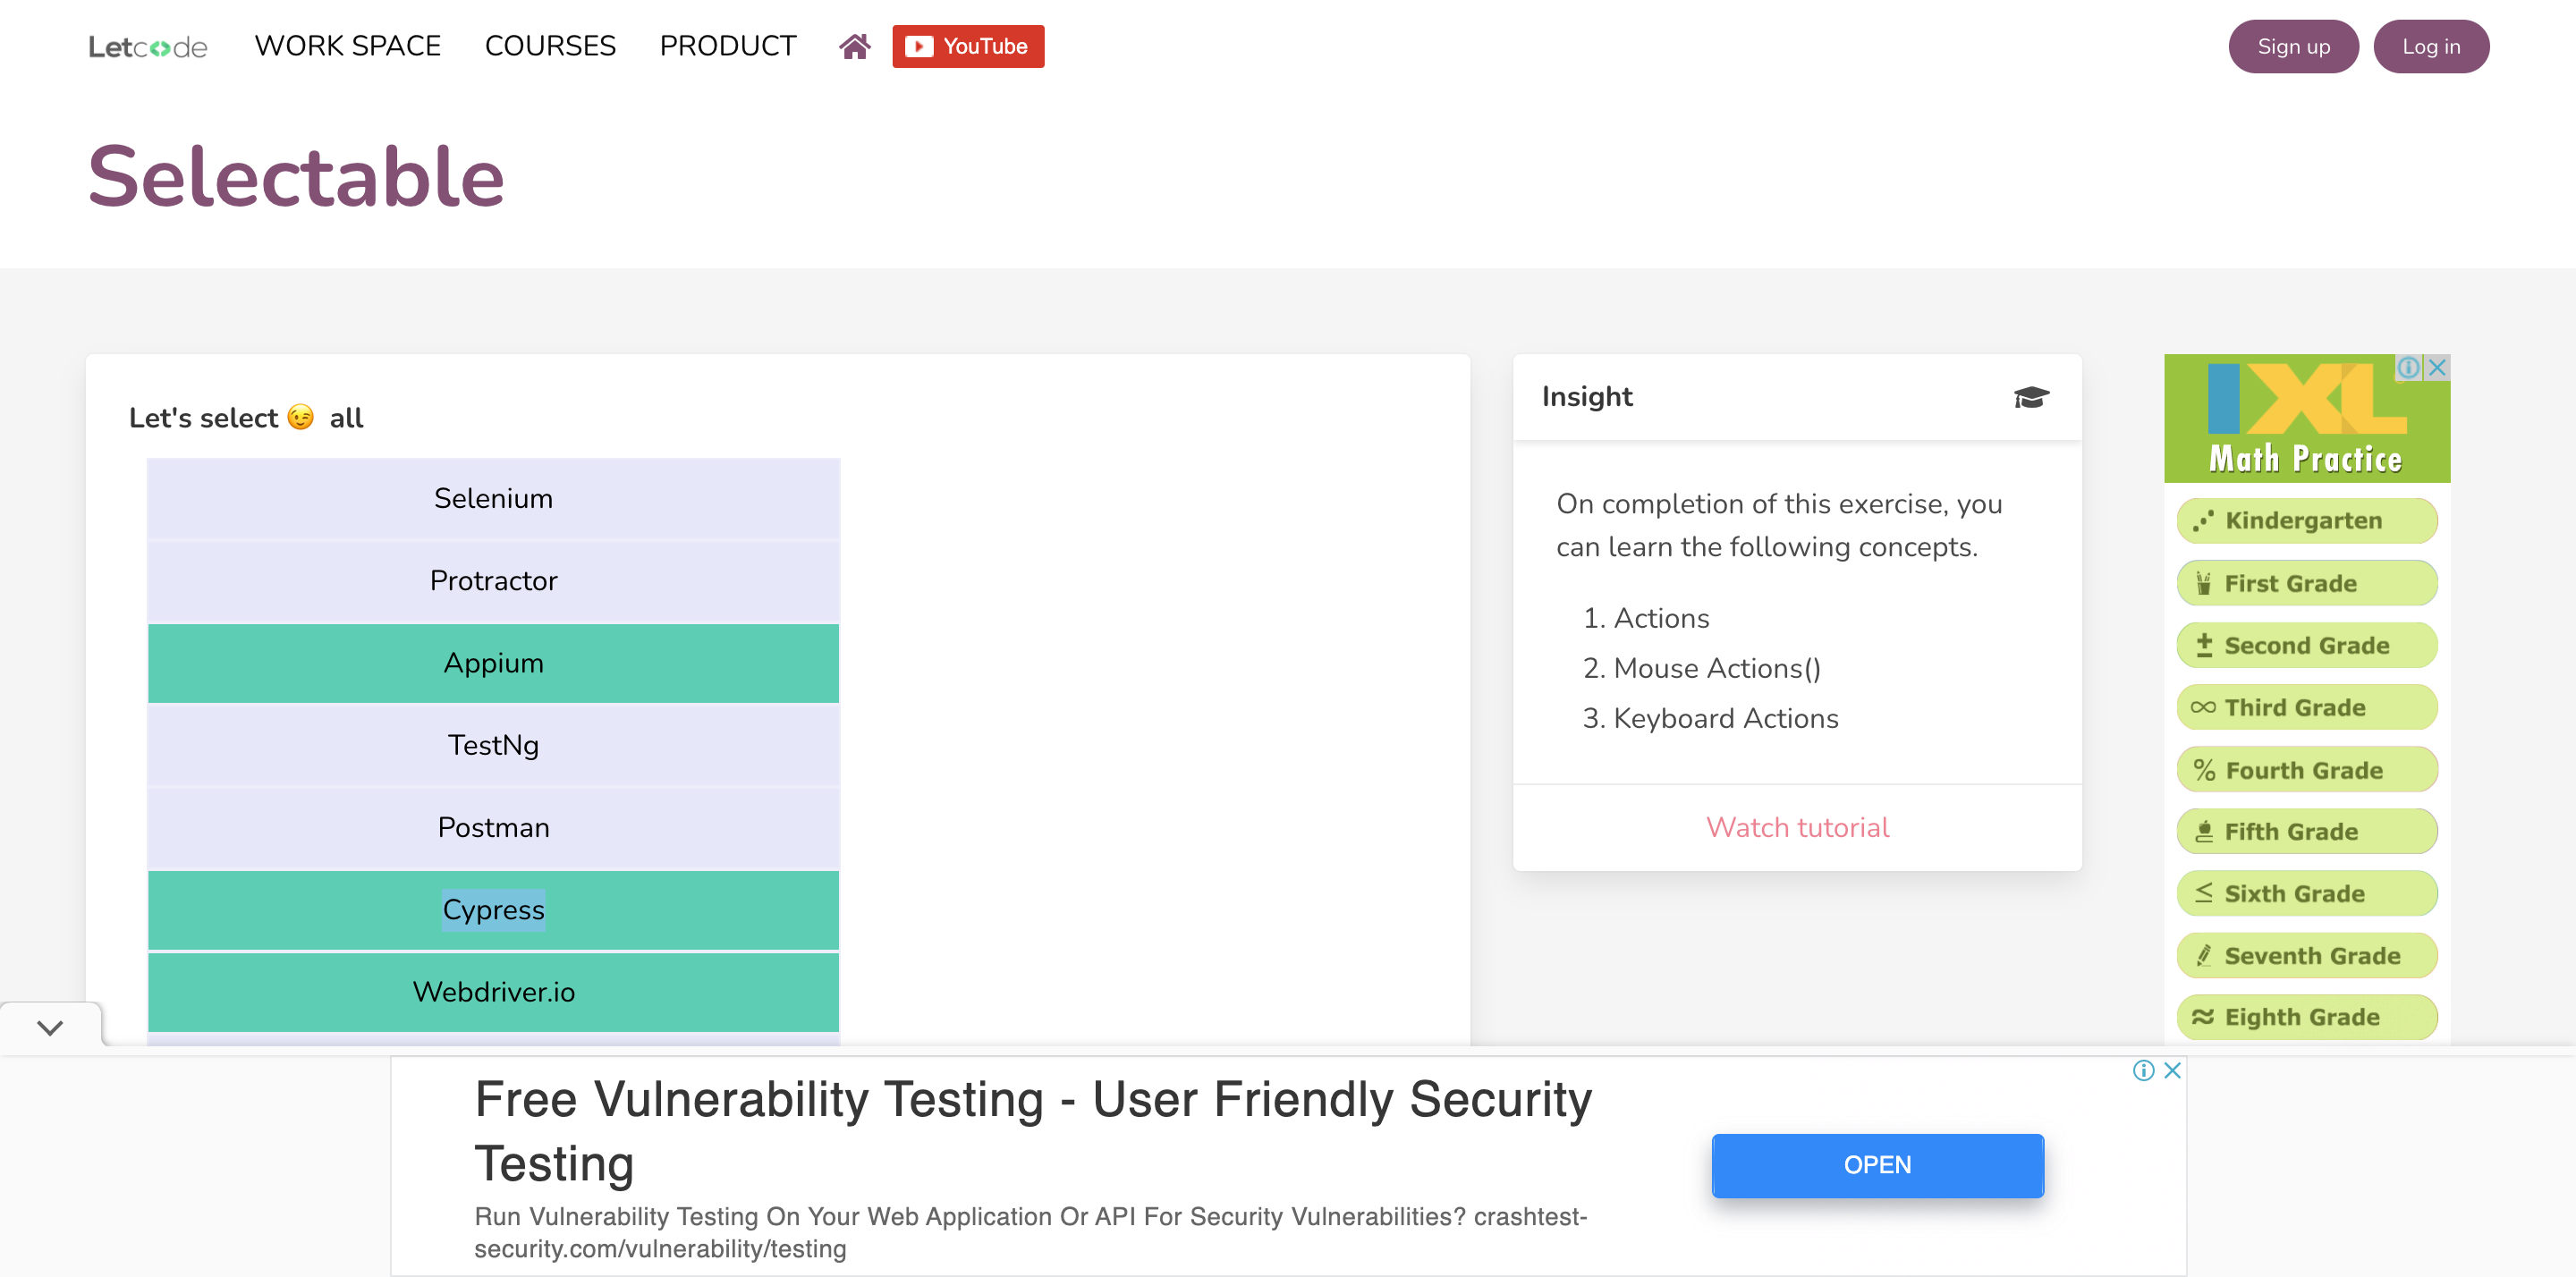 Letcode
WORK SPACE
COURSES
PRODUCT
YouTube
Sign up
Log in
Selectable
Let's select 😉 all
Selenium
Protractor
Appium
TestNg
Postman
Cypress
Webdriver.io
Insight
On completion of this exercise, you
can learn the following concepts.
1. Actions
2. Mouse Actions()
3. Keyboard Actions
Watch tutorial
IXL
Math Practice
Kindergarten
First Grade
Second Grade
Third Grade
Fourth Grade
Fifth Grade
Sixth Grade
Seventh Grade
Eighth Grade
Free Vulnerability Testing - User Friendly Security
Testing
Run Vulnerability Testing On Your Web Application Or API For Security Vulnerabilities? crashtest-
security.com/vulnerability/testing
OPEN